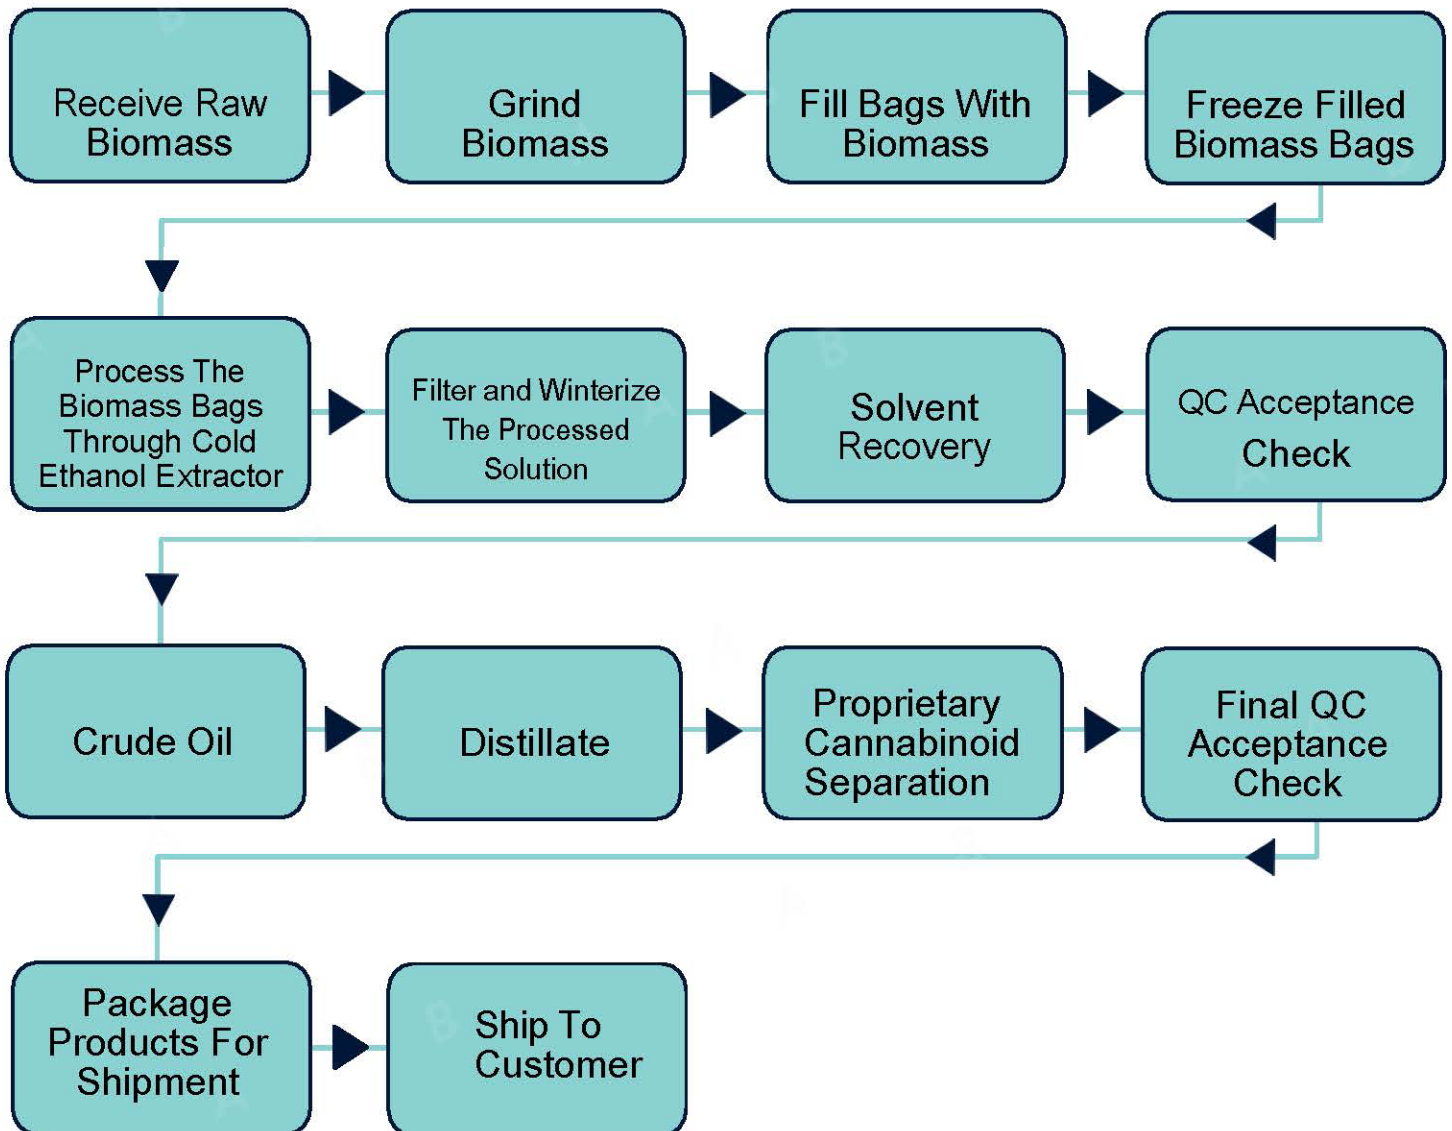 Receive Raw
Biomass
Grind
Biomass
Fill Bags With
Biomass
Freeze Filled
Biomass Bags
Process The
Biomass Bags
Through Cold
Ethanol Extractor
Filter and Winterize
The Processed
Solution
Solvent
Recovery
QC Acceptance
Check
Crude Oil
Distillate
Proprietary
Cannabinoid
Separation
Final QC
Acceptance
Check
Package
Products For
Shipment
Ship To
Customer